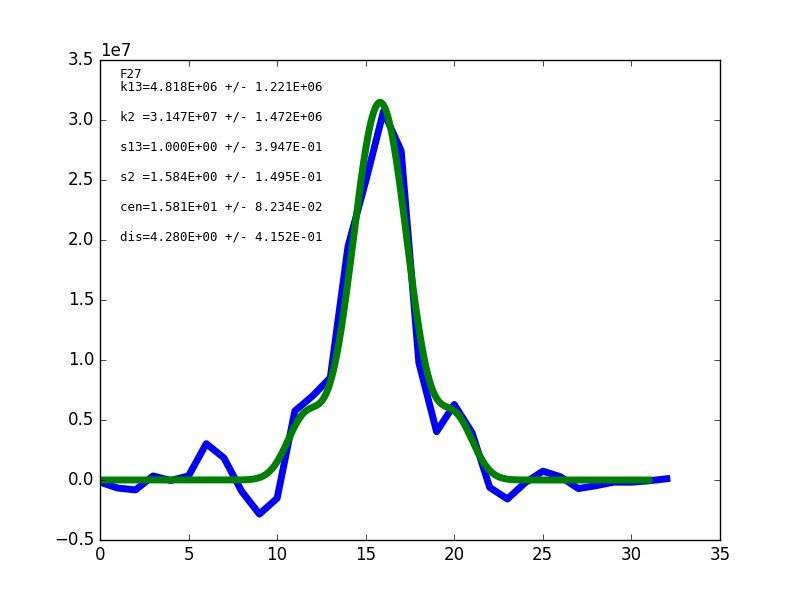 1e7
3.5
3.0
2.5
2.0
1.5
1.0
0.5
0.0
−0.5
F27
k13=4.818E+06 +/- 1.221E+06
k2 =3.147E+07 +/- 1.472E+06
s13=1.000E+00 +/- 3.947E-01
s2 =1.584E+00 +/- 1.495E-01
cen=1.581E+01 +/- 8.234E-02
dis=4.280E+00 +/- 4.152E-01
0 5 10 15 20 25 30 35